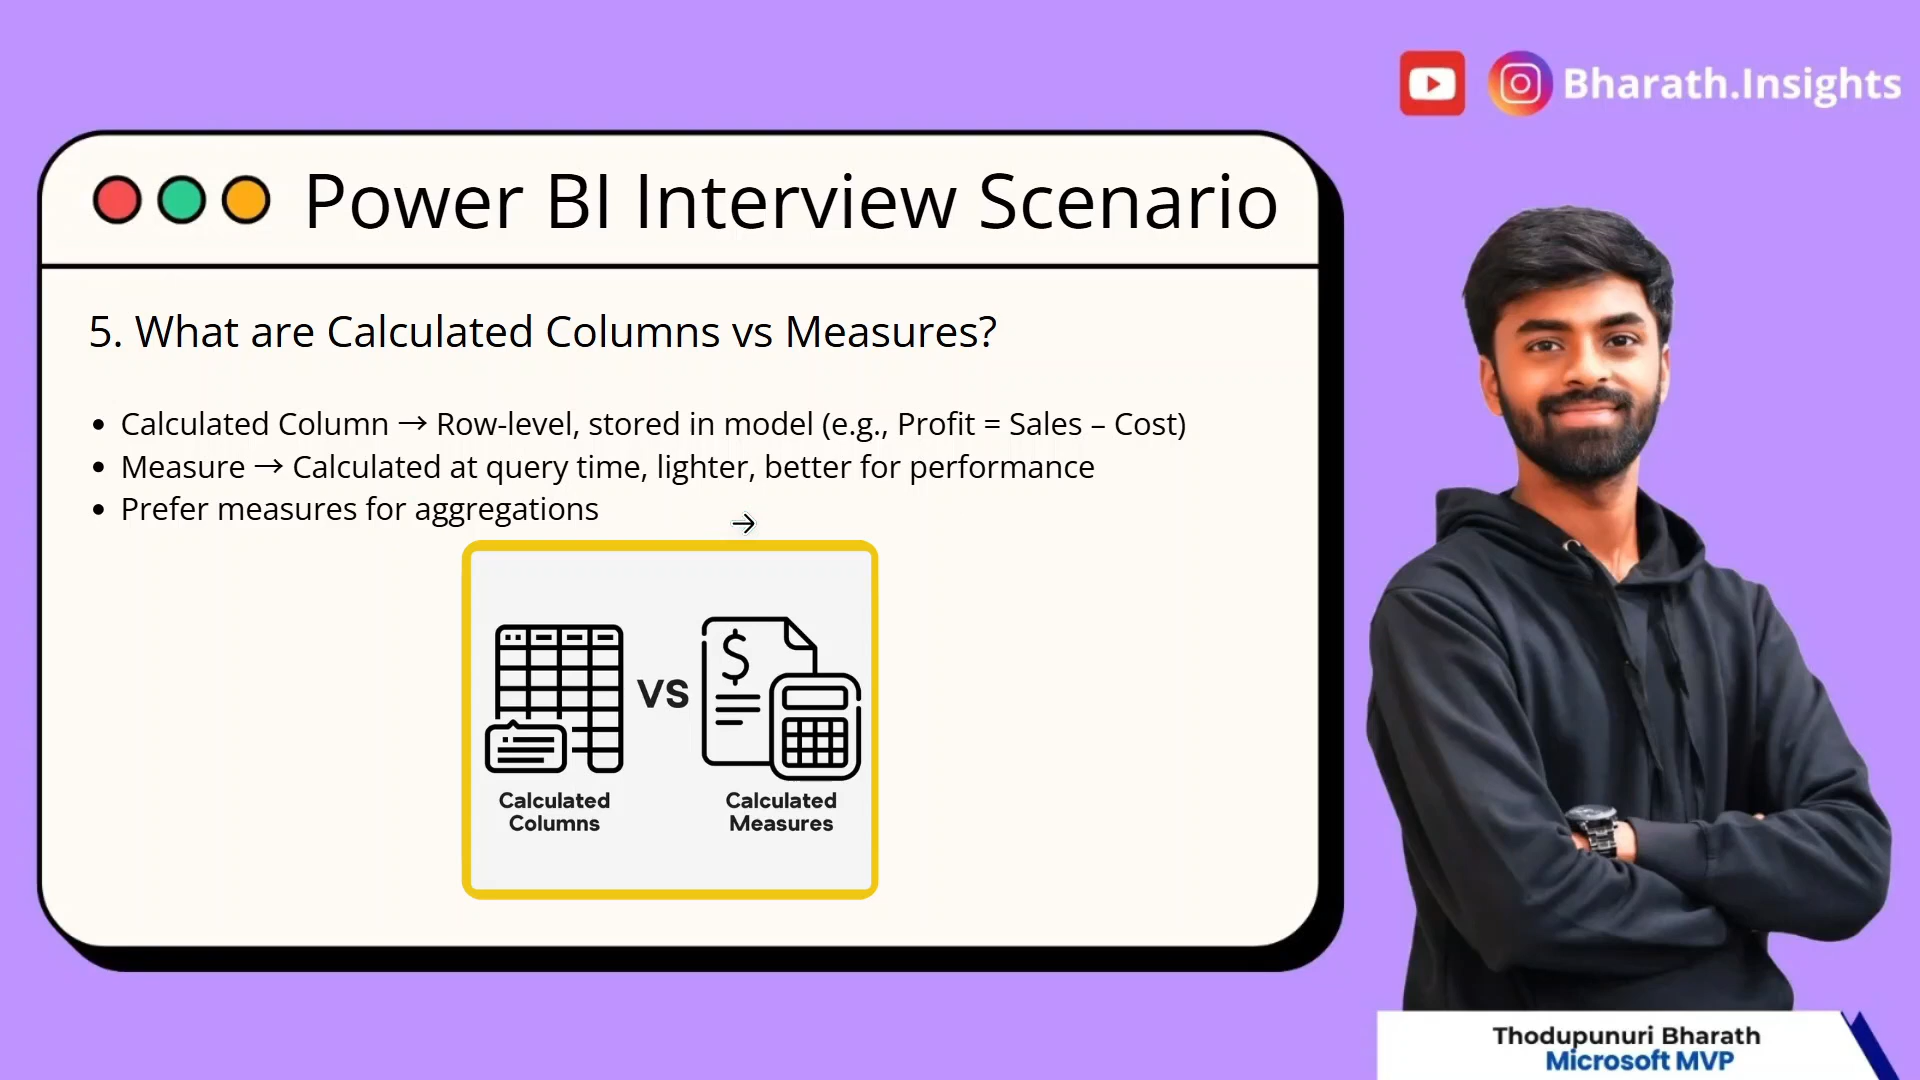 Bharath.Insights
Power BI Interview Scenario
5. What are Calculated Columns vs Measures?
• Calculated Column → Row-level, stored in model (e.g., Profit = Sales – Cost)
• Measure → Calculated at query time, lighter, better for performance
• Prefer measures for aggregations
→
$
VS
Calculated
Columns
Calculated
Measures
Thodupunuri Bharath
Microsoft MVP